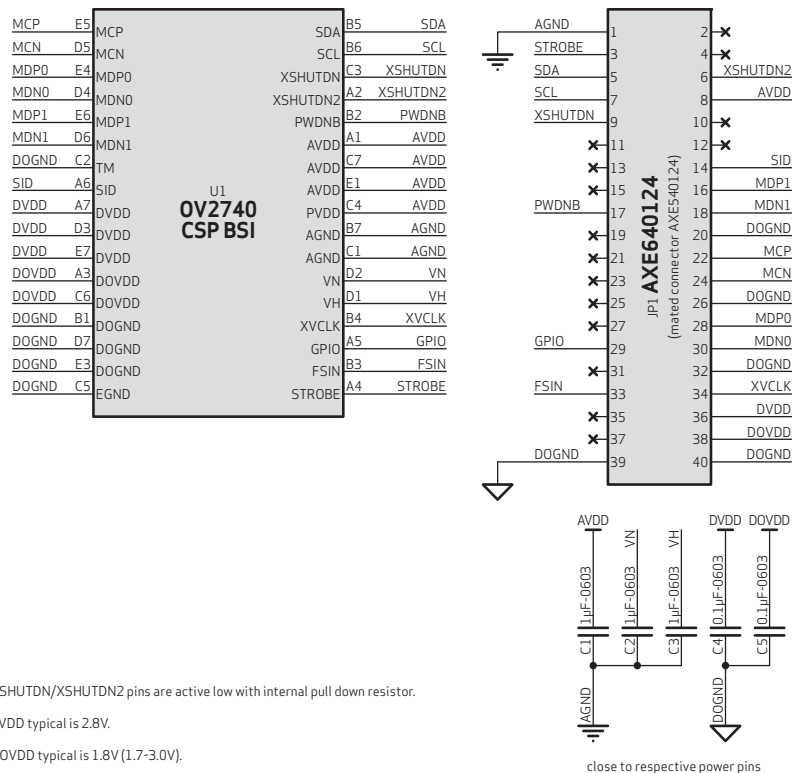 MCP E5 MCP SDA B5 SDA
MCN D5 MCN SCL B6 SCL
MDP0 E4 MDP0 XSHUTDN C3 XSHUTDN
MDN0 D4 MDN0 XSHUTDN2 A2 XSHUTDN2
MDP1 E6 MDP1 PWDNB B2 PWDNB
MDN1 D6 MDN1 AVDD A1 AVDD
DOGND C2 TM AVDD C7 AVDD
SID A6 SID AVDD E1 AVDD
DVDD A7 DVDD PVDD C4 AVDD
DVDD D3 DVDD AGND B7 AGND
DVDD E7 DVDD AGND C1 AGND
DOVDD A3 DOVDD VN D2 VN
DOVDD C6 DOVDD VH D1 VH
DOGND B1 DOGND XVCLK B4 XVCLK
DOGND D7 DOGND GPIO A5 GPIO
DOGND E3 DOGND FSIN B3 FSIN
DOGND C5 EGND STROBE A4 STROBE
U1
OV2740
CSP BSI
AGND 1 2
STROBE 3 4
SDA 5 6 XSHUTDN2
SCL 7 8 AVDD
XSHUTDN 9 10
11 12
13 14 SID
15 16 MDP1
PWDNB 17 18 MDN1
19 20 DOGND
21 22 MCP
23 24 MCN
25 26 DOGND
27 28 MDP0
GPIO 29 30 MDN0
31 32 DOGND
FSIN 33 34 XVCLK
35 36 DVDD
37 38 DOVDD
DOGND 39 40 DOGND
JP1 AXE640124
(mated connector AXE540124)
AVDD VN VH DVDD DOVDD
C1 1µF-0603
C2 1µF-0603
C3 1µF-0603
C4 0.1µF-0603
C5 0.1µF-0603
AGND DOGND
close to respective power pins
SHUTDN/XSHUTDN2 pins are active low with internal pull down resistor.
VDD typical is 2.8V.
OVDD typical is 1.8V (1.7-3.0V).